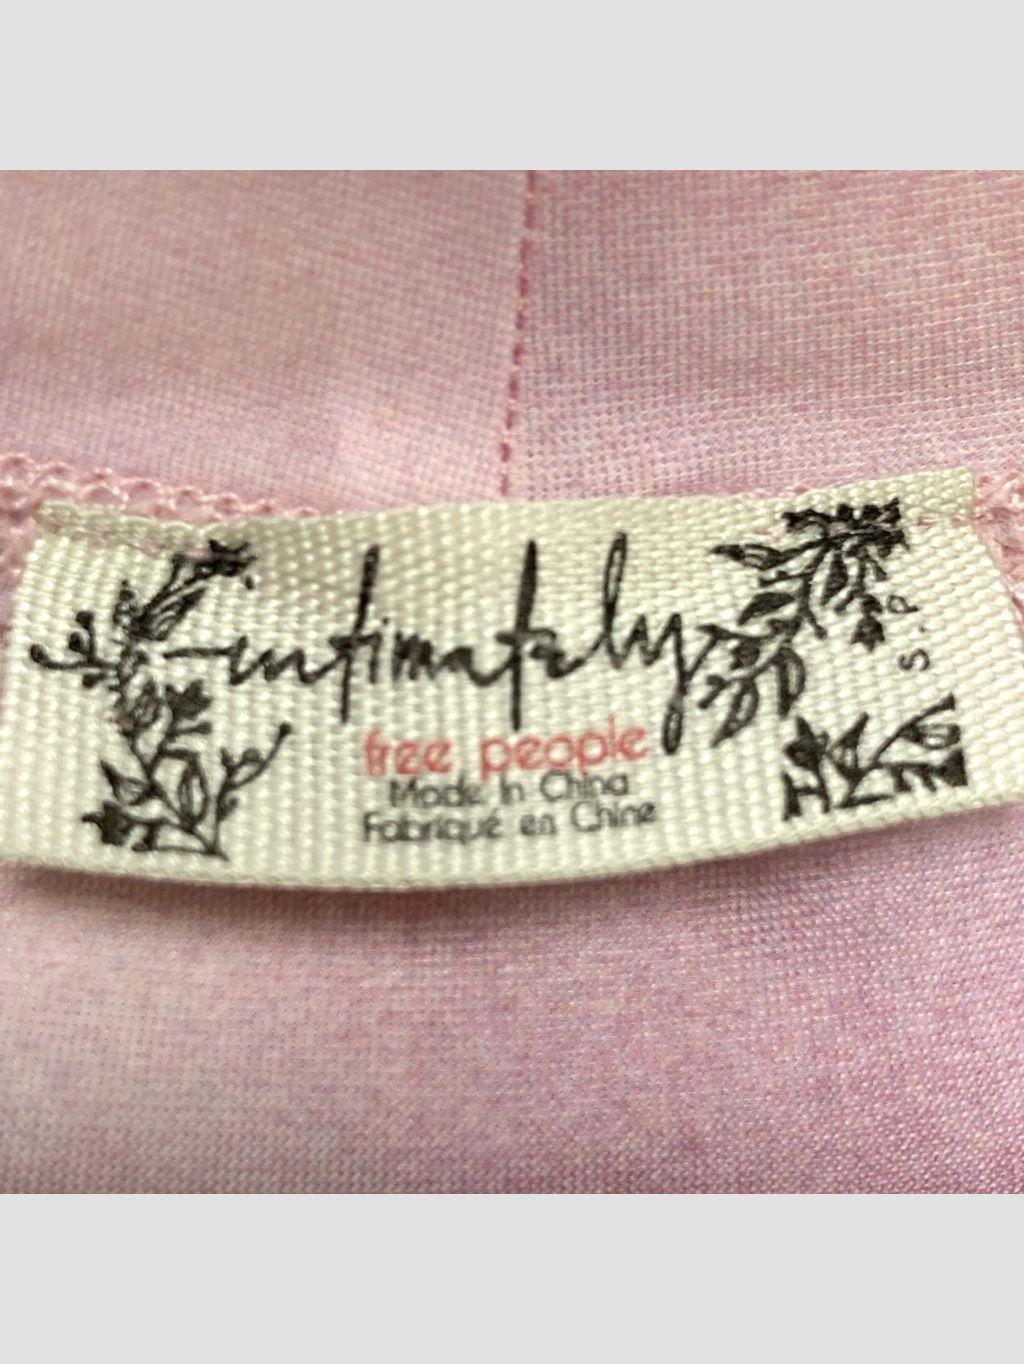 intimately
free people
Made In China
Fabriqué en Chine
S.P